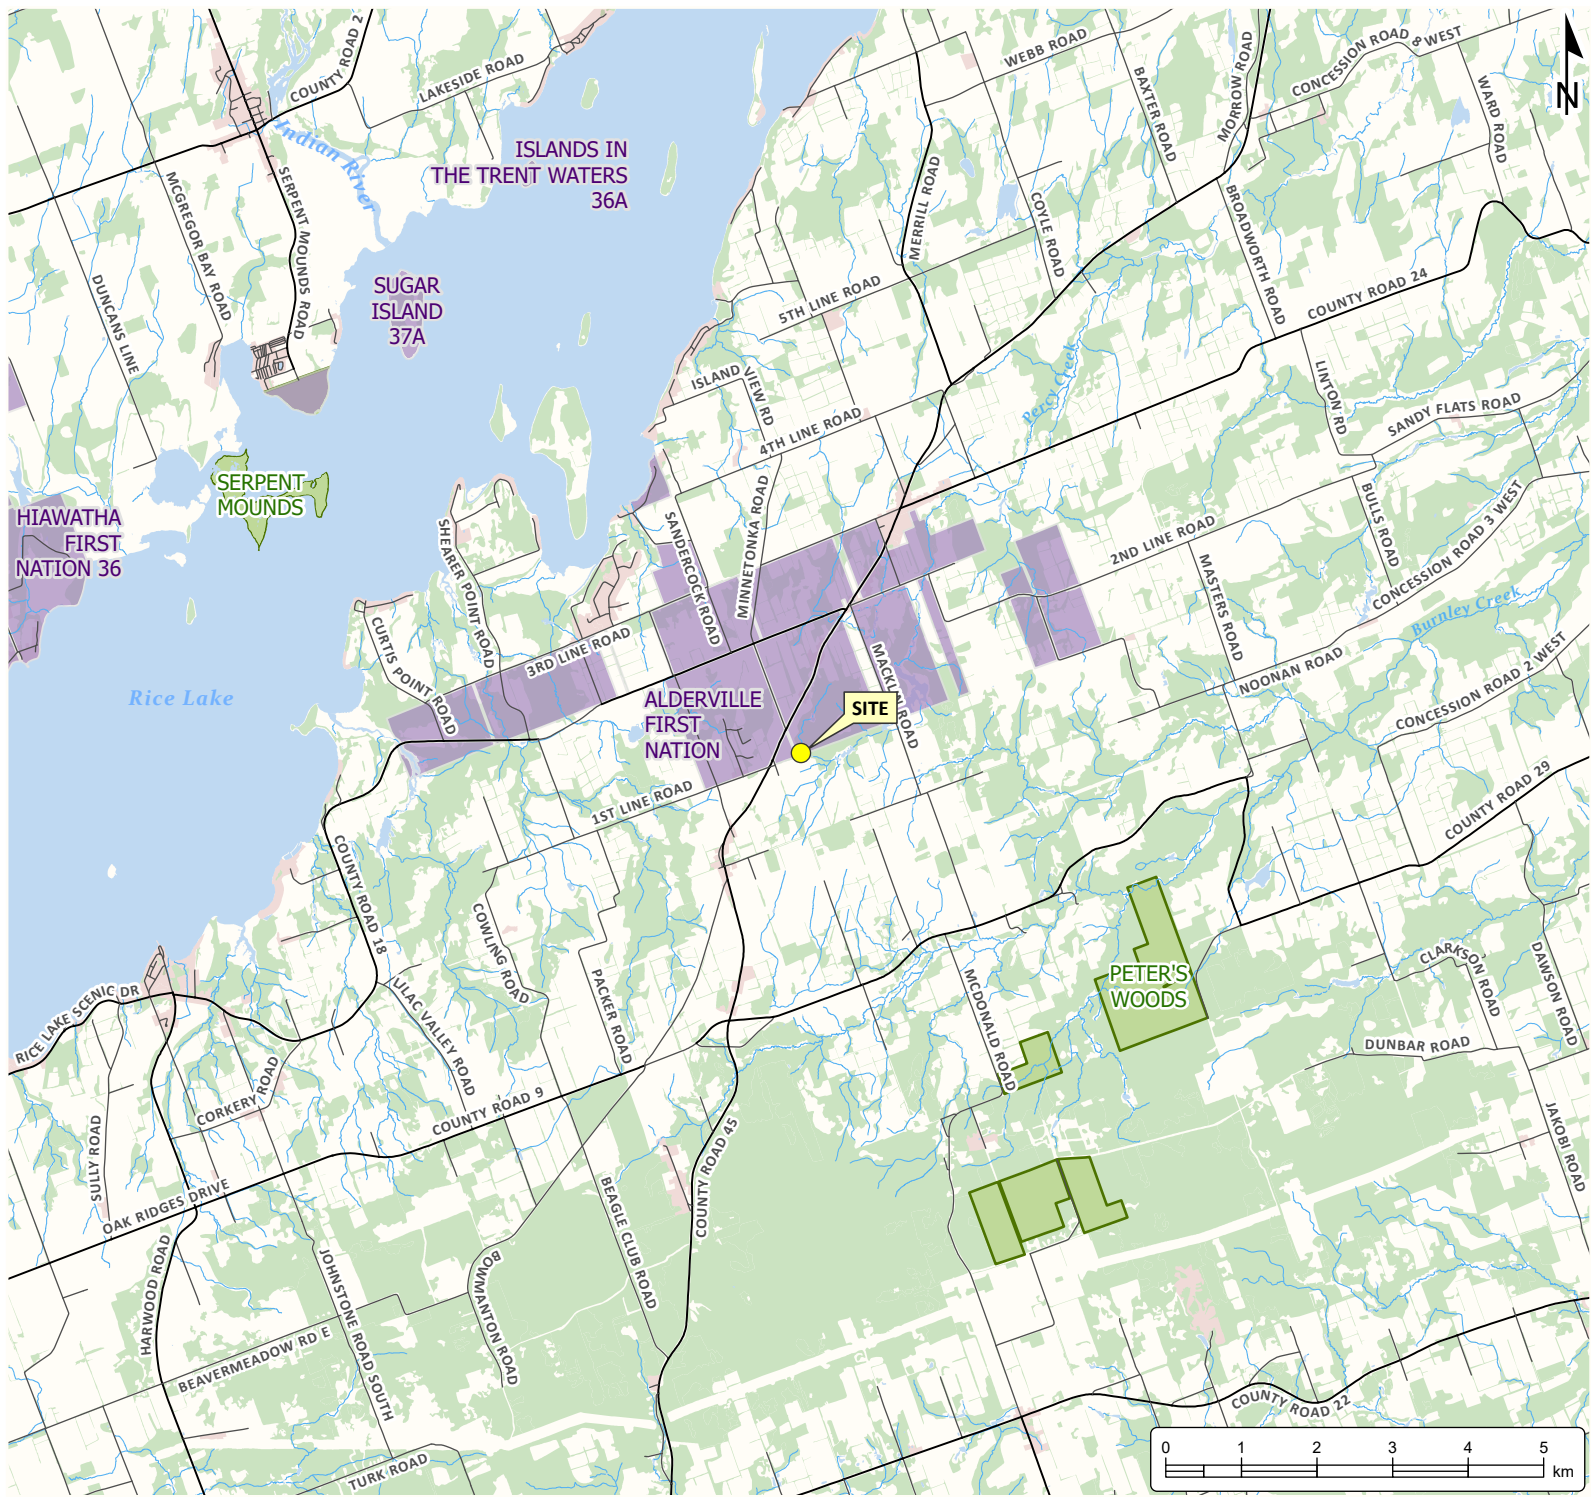 COUNTY ROAD 2
LAKESIDE ROAD
WEBB ROAD
BAXTER ROAD
MORROW ROAD
CONCESSION ROAD 8 WEST
WARD ROAD
N
Indian River
ISLANDS IN
THE TRENT WATERS
36A
SERPENT MOUNDS ROAD
MCGREGOR BAY ROAD
DUNCANS LINE
MERRILL ROAD
COYLE ROAD
BROADWORTH ROAD
COUNTY ROAD 24
SUGAR
ISLAND
37A
5TH LINE ROAD
ISLAND VIEW RD
4TH LINE ROAD
Percy Creek
LINTON RD
SANDY FLATS ROAD
SERPENT
MOUNDS
HIAWATHA
FIRST
NATION 36
SHEARER POINT ROAD
SANDERCOCK ROAD
MINNETONKA ROAD
2ND LINE ROAD
BULLS ROAD
CONCESSION ROAD 3 WEST
MASTERS ROAD
Burnley Creek
CURTIS POINT ROAD
3RD LINE ROAD
MACKLIN ROAD
NOONAN ROAD
CONCESSION ROAD 2 WEST
Rice Lake
ALDERVILLE
FIRST
NATION
SITE
1ST LINE ROAD
COUNTY ROAD 29
COUNTY ROAD 18
COWLING ROAD
PACKER ROAD
LILAC VALLEY ROAD
RICE LAKE SCENIC DR
MCDONALD ROAD
PETER'S
WOODS
CLARKSON ROAD
DAWSON ROAD
DUNBAR ROAD
CORKERY ROAD
SULLY ROAD
COUNTY ROAD 9
COUNTY ROAD 45
JAKOBI ROAD
OAK RIDGES DRIVE
HARWOOD ROAD
JOHNSTONE ROAD SOUTH
BOWMANTON ROAD
BEAGLE CLUB ROAD
BEAVERMEADOW RD E
TURK ROAD
COUNTY ROAD 22
0 1 2 3 4 5
km